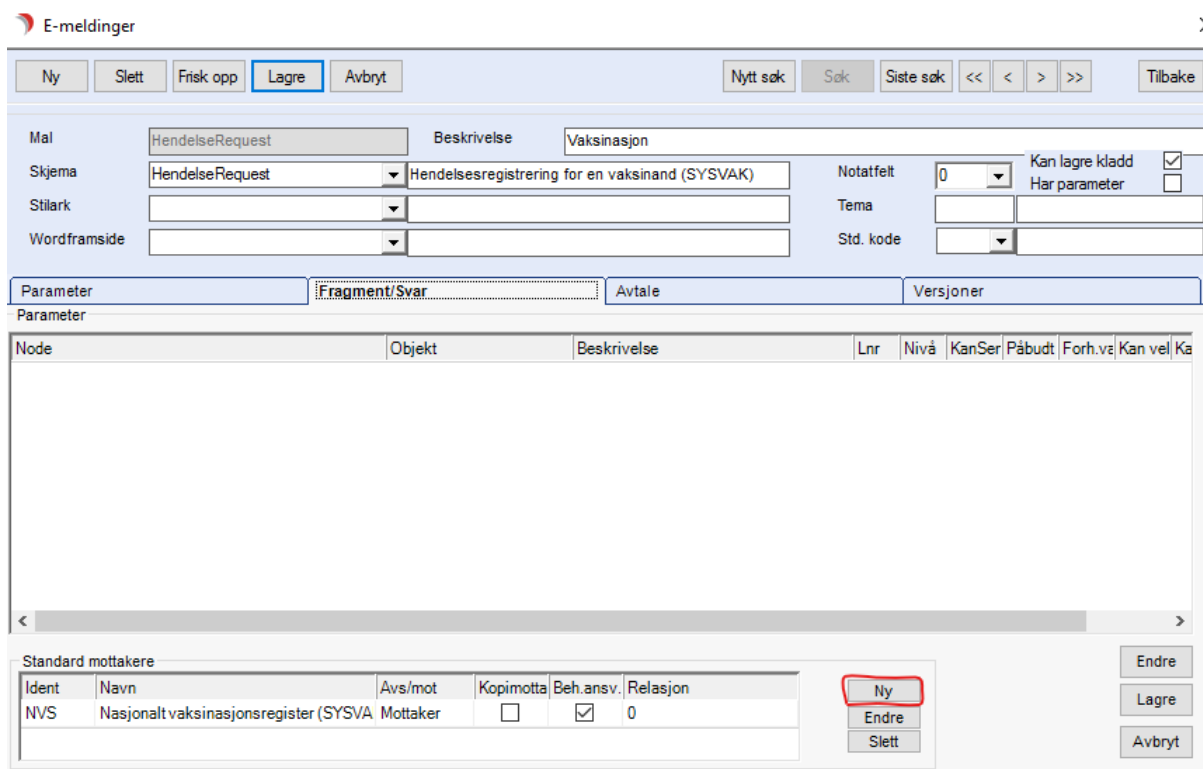 E-meldinger
Ny Slett Frisk opp Lagre Avbryt Nytt søk Søk Siste søk << < > >> Tilbake
Mal HendelseRequest Beskrivelse Vaksinasjon
Skjema HendelseRequest Hendelsesregistrering for en vaksinand (SYSVAK) Notatfelt 0 Kan lagre kladd
Har parameter
Stilark Tema
Wordframside Std. kode
Parameter Fragment/Svar Avtale Versjoner
Parameter
Node Objekt Beskrivelse Lnr Nivå KanSer Påbudt Forh.va Kan vel Ka
Standard mottakere
Ident Navn Avs/mot Kopimotta Beh.ansv. Relasjon
NVS Nasjonalt vaksinasjonsregister (SYSVA Mottaker 0
Ny
Endre
Slett
Endre
Lagre
Avbryt